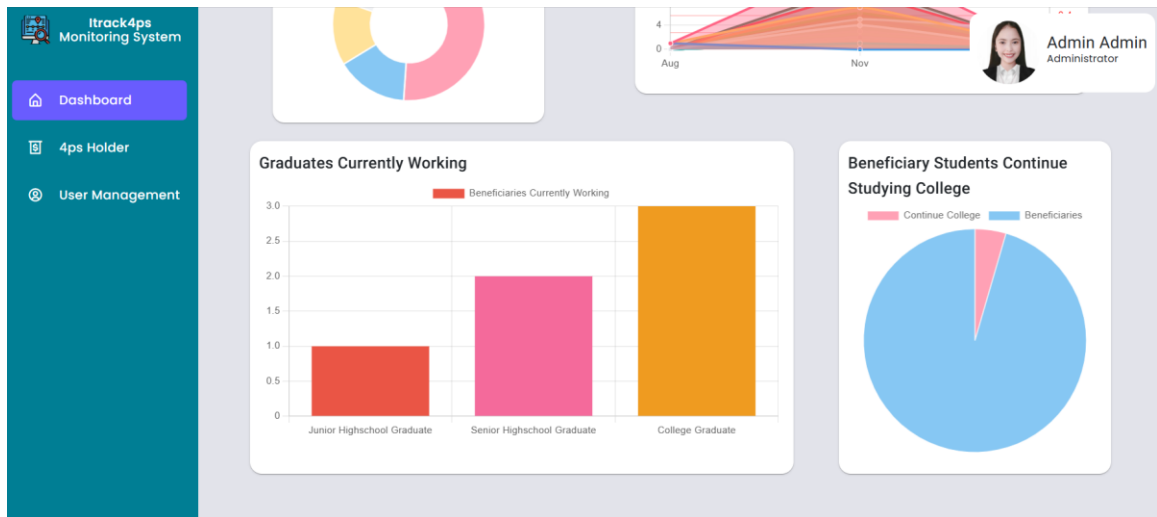 Itrack4ps
Monitoring System
Dashboard
4ps Holder
User Management
4
0
Aug
Nov
Admin Admin
Administrator
Graduates Currently Working
Beneficiaries Currently Working
3.0
2.5
2.0
1.5
1.0
0.5
0
Junior Highschool Graduate
Senior Highschool Graduate
College Graduate
Beneficiary Students Continue
Studying College
Continue College
Beneficiaries